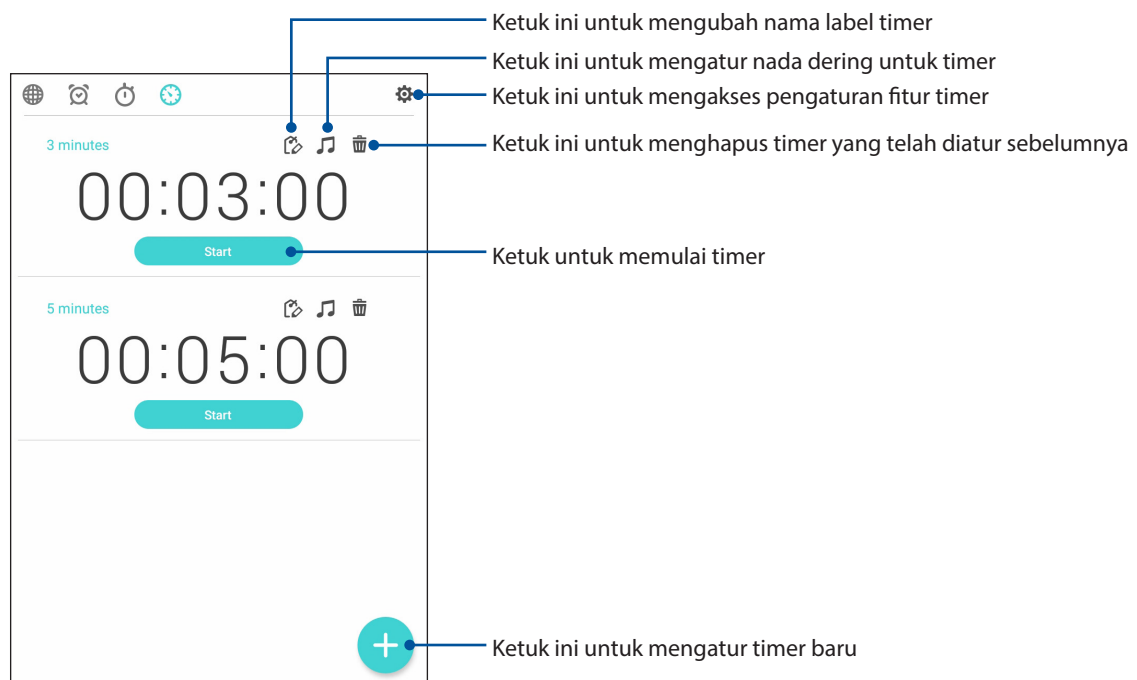 Ketuk ini untuk mengubah nama label timer
Ketuk ini untuk mengatur nada dering untuk timer
Ketuk ini untuk mengakses pengaturan fitur timer
3 minutes
Ketuk ini untuk menghapus timer yang telah diatur sebelumnya
00:03:00
Start
Ketuk untuk memulai timer
5 minutes
00:05:00
Start
Ketuk ini untuk mengatur timer baru